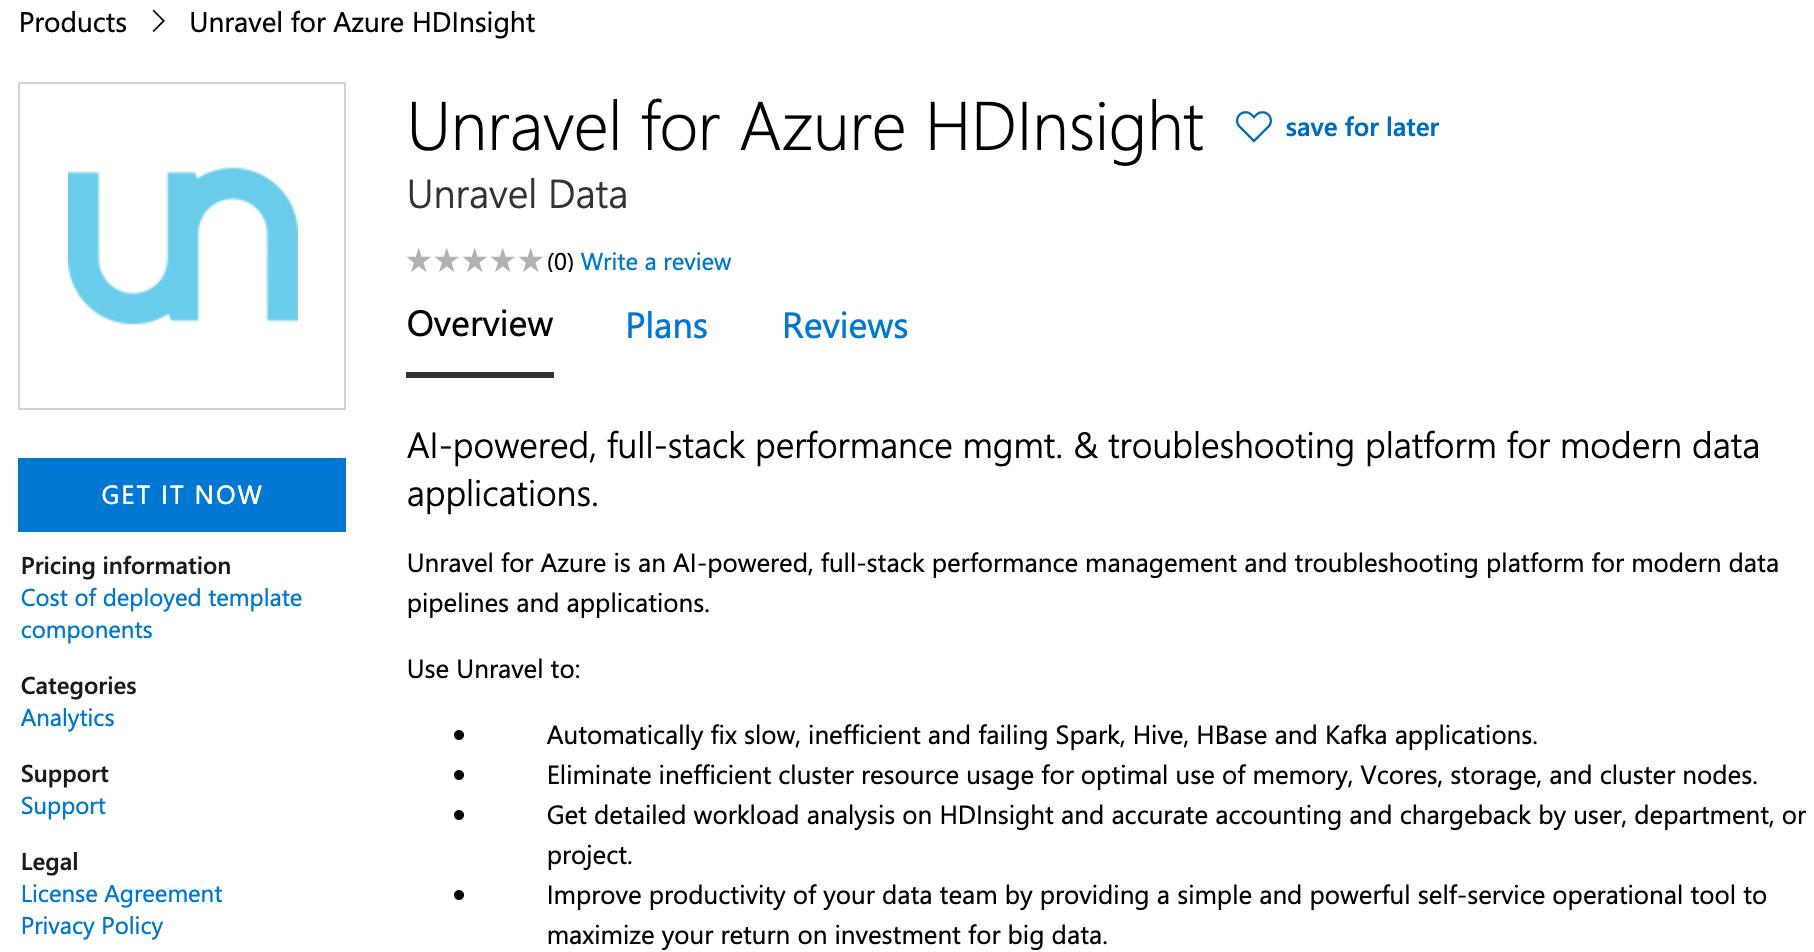 Products > Unravel for Azure HDInsight
un
Unravel for Azure HDInsight save for later
Unravel Data
(0) Write a review
Overview Plans Reviews
AI-powered, full-stack performance mgmt. & troubleshooting platform for modern data
applications.
GET IT NOW
Pricing information
Cost of deployed template
components
Categories
Analytics
Support
Support
Legal
License Agreement
Privacy Policy
Unravel for Azure is an AI-powered, full-stack performance management and troubleshooting platform for modern data
pipelines and applications.
Use Unravel to:
• Automatically fix slow, inefficient and failing Spark, Hive, HBase and Kafka applications.
• Eliminate inefficient cluster resource usage for optimal use of memory, Vcores, storage, and cluster nodes.
• Get detailed workload analysis on HDInsight and accurate accounting and chargeback by user, department, or
project.
• Improve productivity of your data team by providing a simple and powerful self-service operational tool to
maximize your return on investment for big data.